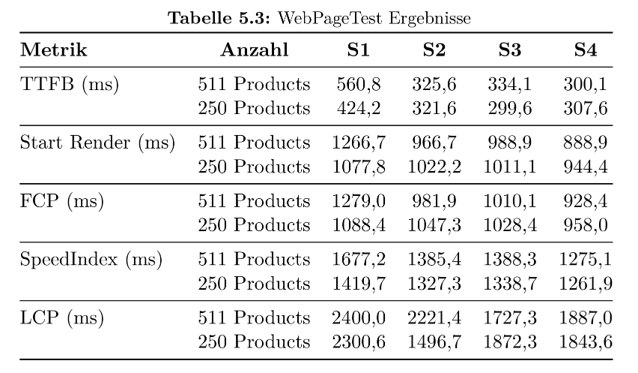 Tabelle 5.3: WebPageTest Ergebnisse
Metrik Anzahl S1 S2 S3 S4
TTFB (ms) 511 Products 560,8 325,6 334,1 300,1
250 Products 424,2 321,6 299,6 307,6
Start Render (ms) 511 Products 1266,7 966,7 988,9 888,9
250 Products 1077,8 1022,2 1011,1 944,4
FCP (ms) 511 Products 1279,0 981,9 1010,1 928,4
250 Products 1088,4 1047,3 1028,4 958,0
SpeedIndex (ms) 511 Products 1677,2 1385,4 1388,3 1275,1
250 Products 1419,7 1327,3 1338,7 1261,9
LCP (ms) 511 Products 2400,0 2221,4 1727,3 1887,0
250 Products 2300,6 1496,7 1872,3 1843,6